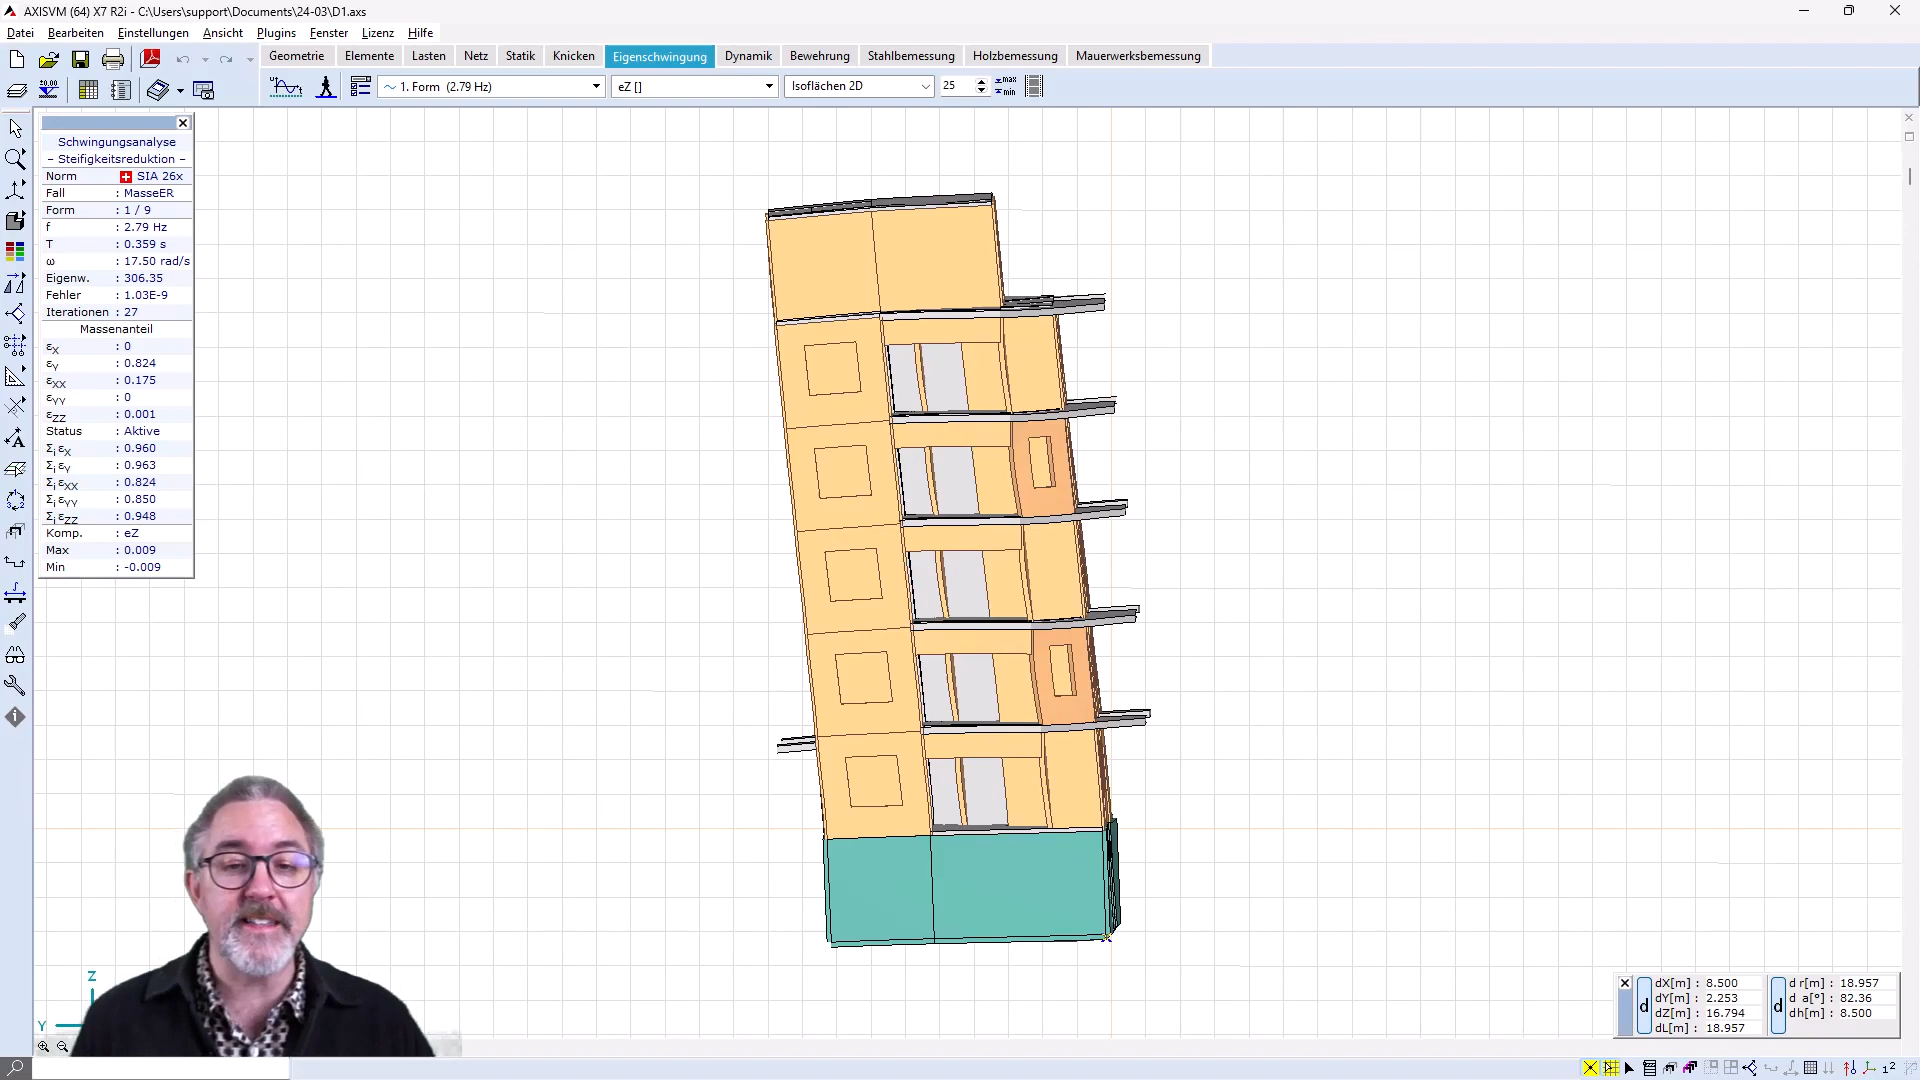 AXISVM (64) X7 R2i - C:\Users\support\Documents\24-03\D1.axs
Datei Bearbeiten Einstellungen Ansicht Plugins Fenster Lizenz Hilfe
Geometrie Elemente Lasten Netz Statik Knicken Eigenschwingung Dynamik Bewehrung Stahlbemessung Holzbemessung Mauerwerksbemessung
1. Form (2.79 Hz) eZ [] Isoflächen 2D 25 max min
Schwingungsanalyse
- Steifigkeitsreduktion -
Norm SIA 26x
Fall : MasseER
Form : 1 / 9
f : 2.79 Hz
T : 0.359 s
ω : 17.50 rad/s
Eigenw. : 306.35
Fehler : 1.03E-9
Iterationen : 27
Massenanteil
εX : 0
εY : 0.824
εXX : 0.175
εYY : 0
εZZ : 0.001
Status : Aktive
Σi εX : 0.960
Σi εY : 0.963
Σi εXX : 0.824
Σi εYY : 0.850
Σi εZZ : 0.948
Komp. : eZ
Max : 0.009
Min : -0.009
Z
Y
d
dX[m] : 8.500
dY[m] : 2.253
dZ[m] : 16.794
dL[m] : 18.957
d
d r[m] : 18.957
d a[°] : 82.36
dh[m] : 8.500